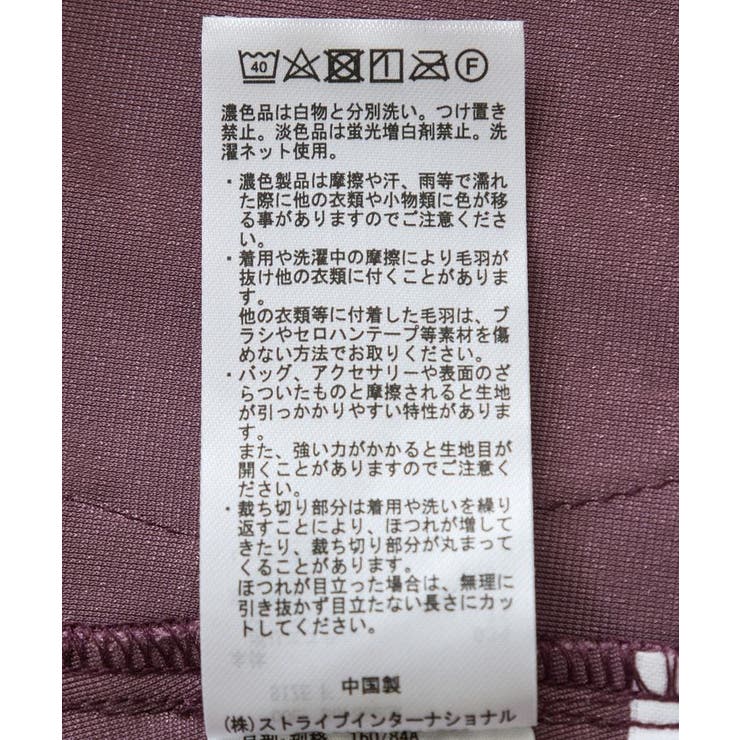 40 F
濃色品は白物と分別洗い。つけ置き
禁止。淡色品は蛍光増白剤禁止。洗
濯ネット使用。
・濃色製品は摩擦や汗、雨等で濡れ
た際に他の衣類や小物類に色が移
る事がありますのでご注意くださ
い。
・着用や洗濯中の摩擦により毛羽が
抜け他の衣類に付くことがありま
す。
他の衣類等に付着した毛羽は、ブ
ラシやセロハンテープ等素材を傷
めない方法でお取りください。
・バッグ、アクセサリーや表面のざ
らついたものと摩擦されると生地
が引っかかりやすい特性がありま
す。
また、強い力がかかると生地目が
開くことがありますのでご注意く
ださい。
・裁ち切り部分は着用や洗いを繰り
返すことにより、ほつれが増して
きたり、裁ち切り部分が丸まって
くることがあります。
ほつれが目立った場合は、無理に
引き抜かず目立たない長さにカッ
トしてください。
中国製
(株)ストライプインターナショナル
160/84A